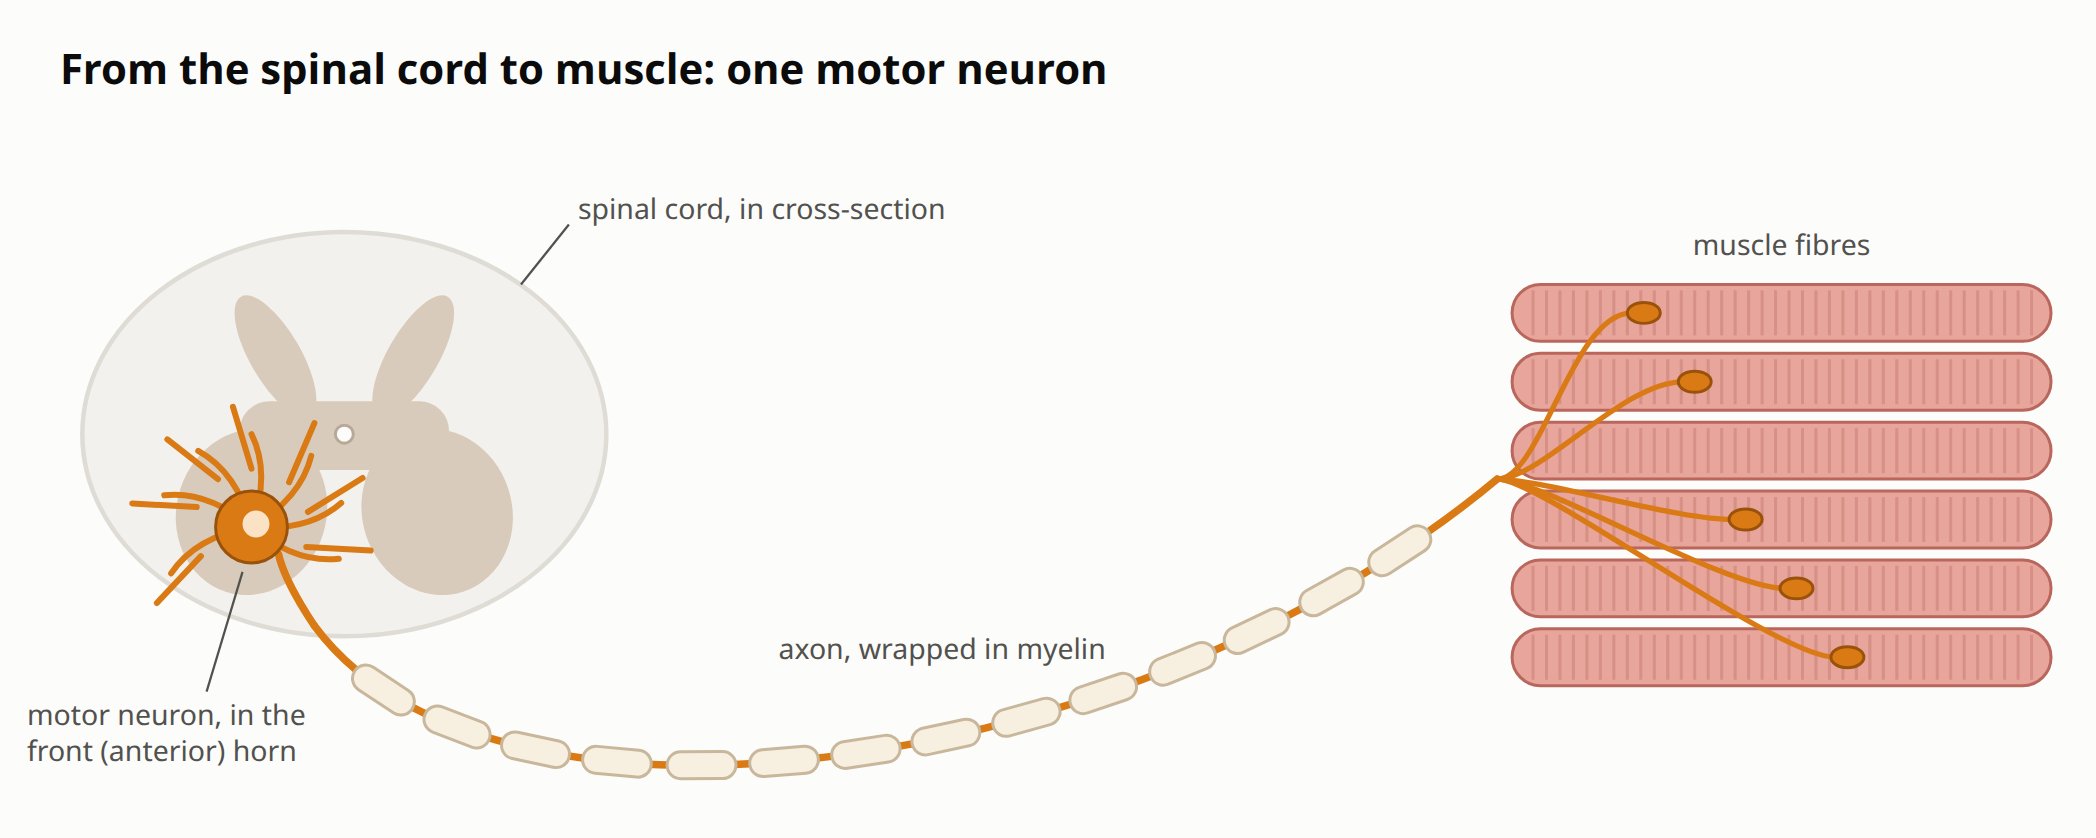 From the spinal cord to muscle: one motor neuron
spinal cord, in cross-section
muscle fibres
axon, wrapped in myelin
motor neuron, in the
front (anterior) horn